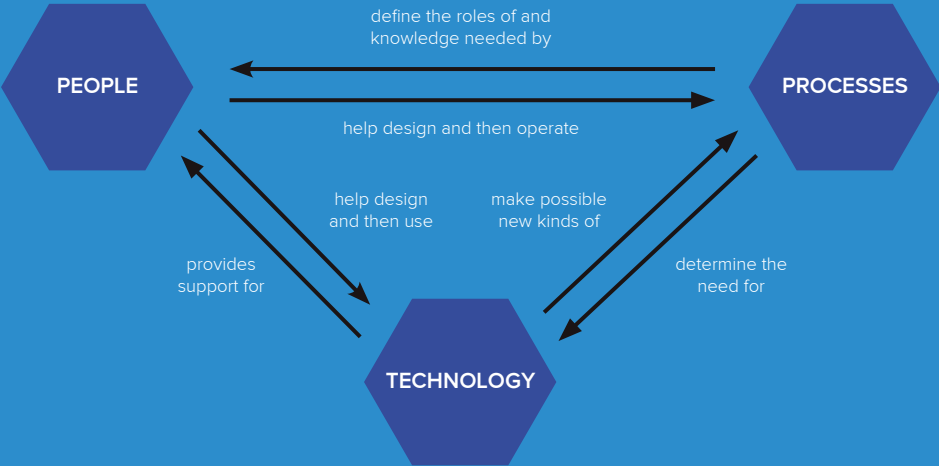 define the roles of and
knowledge needed by
PEOPLE
PROCESSES
help design and then operate
help design
and then use
make possible
new kinds of
provides
support for
determine the
need for
TECHNOLOGY